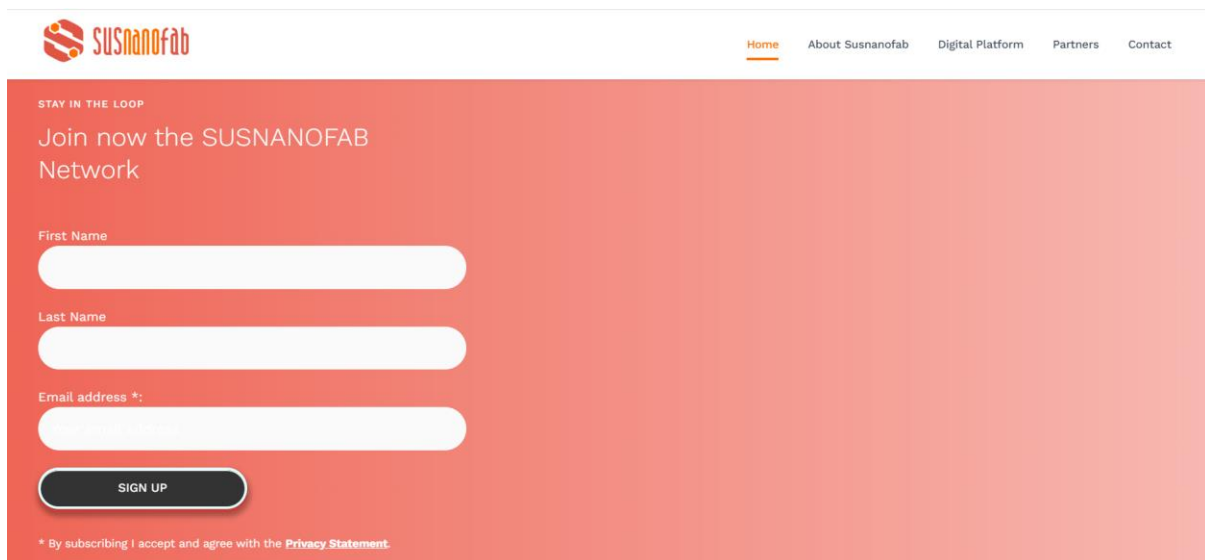 SUSnanofab
Home About Susnanofab Digital Platform Partners Contact
STAY IN THE LOOP
Join now the SUSNANOFAB
Network
First Name
Last Name
Email address *:
SIGN UP
* By subscribing I accept and agree with the Privacy Statement.